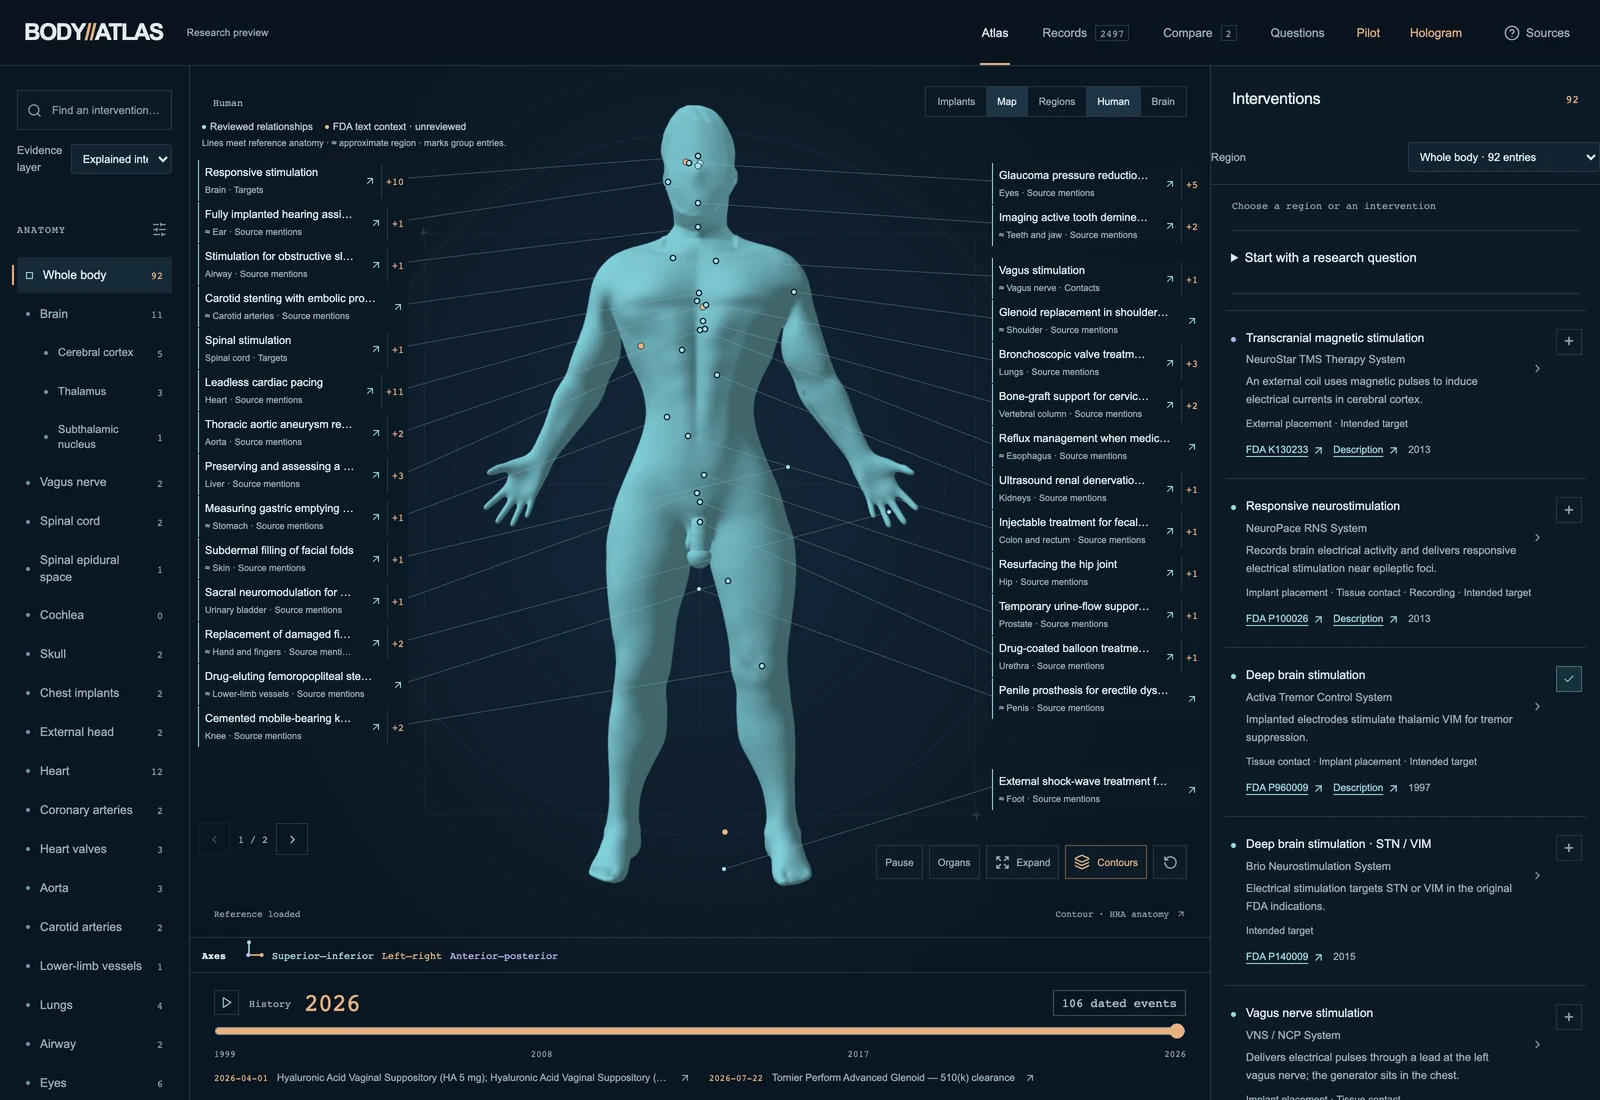 BODY//ATLAS
Research preview
Atlas
Records 2497
Compare 2
Questions
Pilot
Hologram
Sources
Find an intervention...
Evidence layer
Explained inte
ANATOMY
Whole body 92
Brain 11
Cerebral cortex 5
Thalamus 3
Subthalamic nucleus 1
Vagus nerve 2
Spinal cord 2
Spinal epidural space 1
Cochlea 0
Skull 2
Chest implants 2
External head 2
Heart 12
Coronary arteries 2
Heart valves 3
Aorta 3
Carotid arteries 2
Lower-limb vessels 1
Lungs 4
Airway 2
Eyes 6
Human
Reviewed relationships
FDA text context · unreviewed
Lines meet reference anatomy · ≈ approximate region · marks group entries.
Implants
Map
Regions
Human
Brain
Responsive stimulation
Brain · Targets
+10
Fully implanted hearing assi...
≈ Ear · Source mentions
+1
Stimulation for obstructive sl...
Airway · Source mentions
+1
Carotid stenting with embolic pro...
≈ Carotid arteries · Source mentions
Spinal stimulation
Spinal cord · Targets
+1
Leadless cardiac pacing
Heart · Source mentions
+11
Thoracic aortic aneurysm re...
Aorta · Source mentions
+2
Preserving and assessing a ...
Liver · Source mentions
+3
Measuring gastric emptying ...
≈ Stomach · Source mentions
+1
Subdermal filling of facial folds
≈ Skin · Source mentions
+1
Sacral neuromodulation for ...
Urinary bladder · Source mentions
+1
Replacement of damaged fi...
≈ Hand and fingers · Source menti...
+2
Drug-eluting femoropopliteal ste...
≈ Lower-limb vessels · Source mentions
Cemented mobile-bearing k...
Knee · Source mentions
+2
Glaucoma pressure reductio...
Eyes · Source mentions
+5
Imaging active tooth demine...
≈ Teeth and jaw · Source mentions
+2
Vagus stimulation
≈ Vagus nerve · Contacts
+1
Glenoid replacement in shoulder...
≈ Shoulder · Source mentions
Bronchoscopic valve treatm...
Lungs · Source mentions
+3
Bone-graft support for cervic...
Vertebral column · Source mentions
+2
Reflux management when medic...
≈ Esophagus · Source mentions
Ultrasound renal denervatio...
Kidneys · Source mentions
+1
Injectable treatment for fecal...
Colon and rectum · Source mentions
+1
Resurfacing the hip joint
Hip · Source mentions
+1
Temporary urine-flow suppor...
Prostate · Source mentions
+1
Drug-coated balloon treatme...
Urethra · Source mentions
+1
Penile prosthesis for erectile dys...
≈ Penis · Source mentions
External shock-wave treatment f...
≈ Foot · Source mentions
1 / 2
Pause
Organs
Expand
Contours
Reference loaded
Contour · HRA anatomy
Axes
Superior–inferior
Left–right
Anterior–posterior
History 2026
106 dated events
1999
2008
2017
2026
2026-04-01 Hyaluronic Acid Vaginal Suppository (HA 5 mg); Hyaluronic Acid Vaginal Suppository (...
2026-07-22 Tornier Perform Advanced Glenoid — 510(k) clearance
Interventions 92
Region
Whole body · 92 entries
Choose a region or an intervention
Start with a research question
Transcranial magnetic stimulation
NeuroStar TMS Therapy System
An external coil uses magnetic pulses to induce
electrical currents in cerebral cortex.
External placement · Intended target
FDA K130233 Description 2013
Responsive neurostimulation
NeuroPace RNS System
Records brain electrical activity and delivers responsive
electrical stimulation near epileptic foci.
Implant placement · Tissue contact · Recording · Intended target
FDA P100026 Description 2013
Deep brain stimulation
Activa Tremor Control System
Implanted electrodes stimulate thalamic VIM for tremor
suppression.
Tissue contact · Implant placement · Intended target
FDA P960009 Description 1997
Deep brain stimulation · STN / VIM
Brio Neurostimulation System
Electrical stimulation targets STN or VIM in the original
FDA indications.
Intended target
FDA P140009 2015
Vagus nerve stimulation
VNS / NCP System
Delivers electrical pulses through a lead at the left
vagus nerve; the generator sits in the chest.
Implant placement · Tissue contact